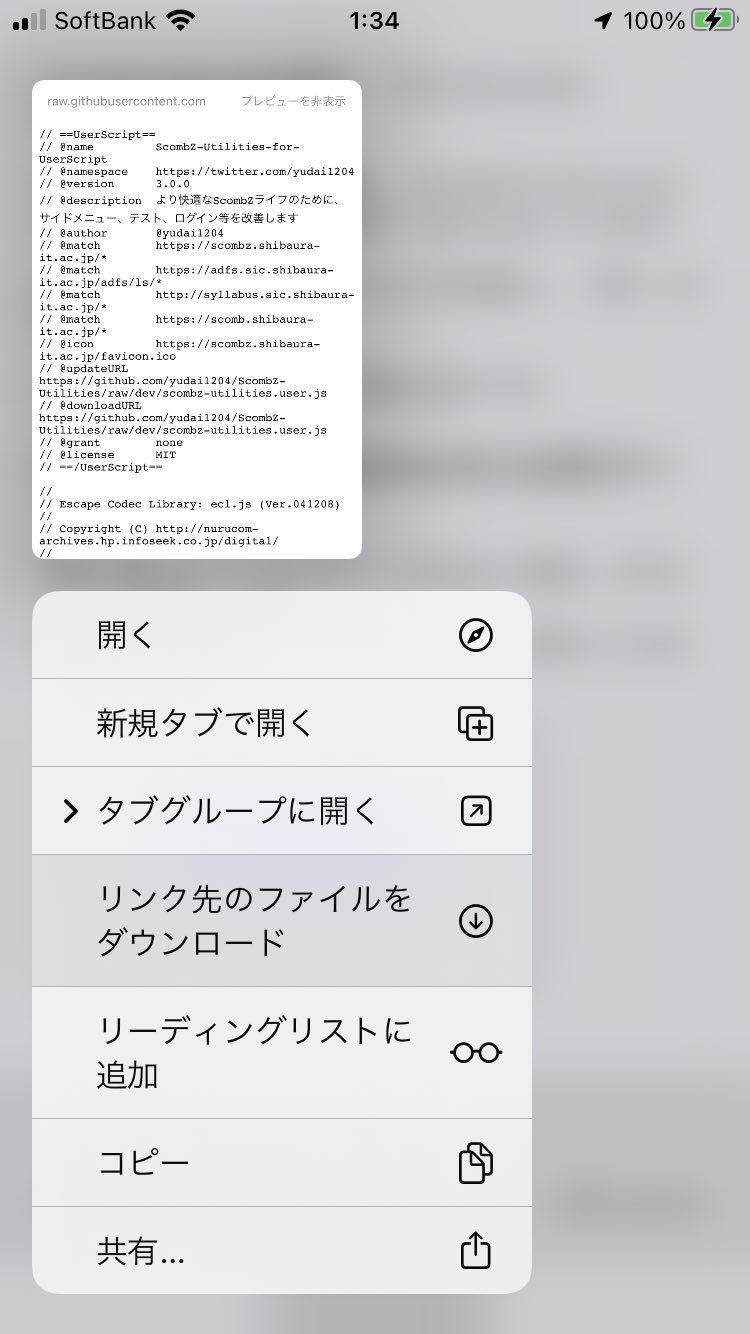 SoftBank 1:34 100%
raw.githubusercontent.com プレビューを非表示
// ==UserScript==
// @name ScombZ-Utilities-for-
UserScript
// @namespace https://twitter.com/yudai1204
// @version 3.0.0
// @description より快適なScombZライフのために、
サイドメニュー、テスト、ログイン等を改善します
// @author @yudai1204
// @match https://scombz.shibaura-
it.ac.jp/*
// @match https://adfs.sic.shibaura-
it.ac.jp/adfs/ls/*
// @match http://syllabus.sic.shibaura-
it.ac.jp/*
// @match https://scomb.shibaura-
it.ac.jp/*
// @icon https://scombz.shibaura-
it.ac.jp/favicon.ico
// @updateURL
https://github.com/yudai1204/ScombZ-
Utilities/raw/dev/scombz-utilities.user.js
// @downloadURL
https://github.com/yudai1204/ScombZ-
Utilities/raw/dev/scombz-utilities.user.js
// @grant none
// @license MIT
// ==/UserScript==
//
// Escape Codec Library: ecl.js (Ver.041208)
//
// Copyright (C) http://nurucom-
archives.hp.infoseek.co.jp/digital/
//
開く
新規タブで開く
タブグループに開く
リンク先のファイルを
ダウンロード
リーディングリストに
追加
コピー
共有...